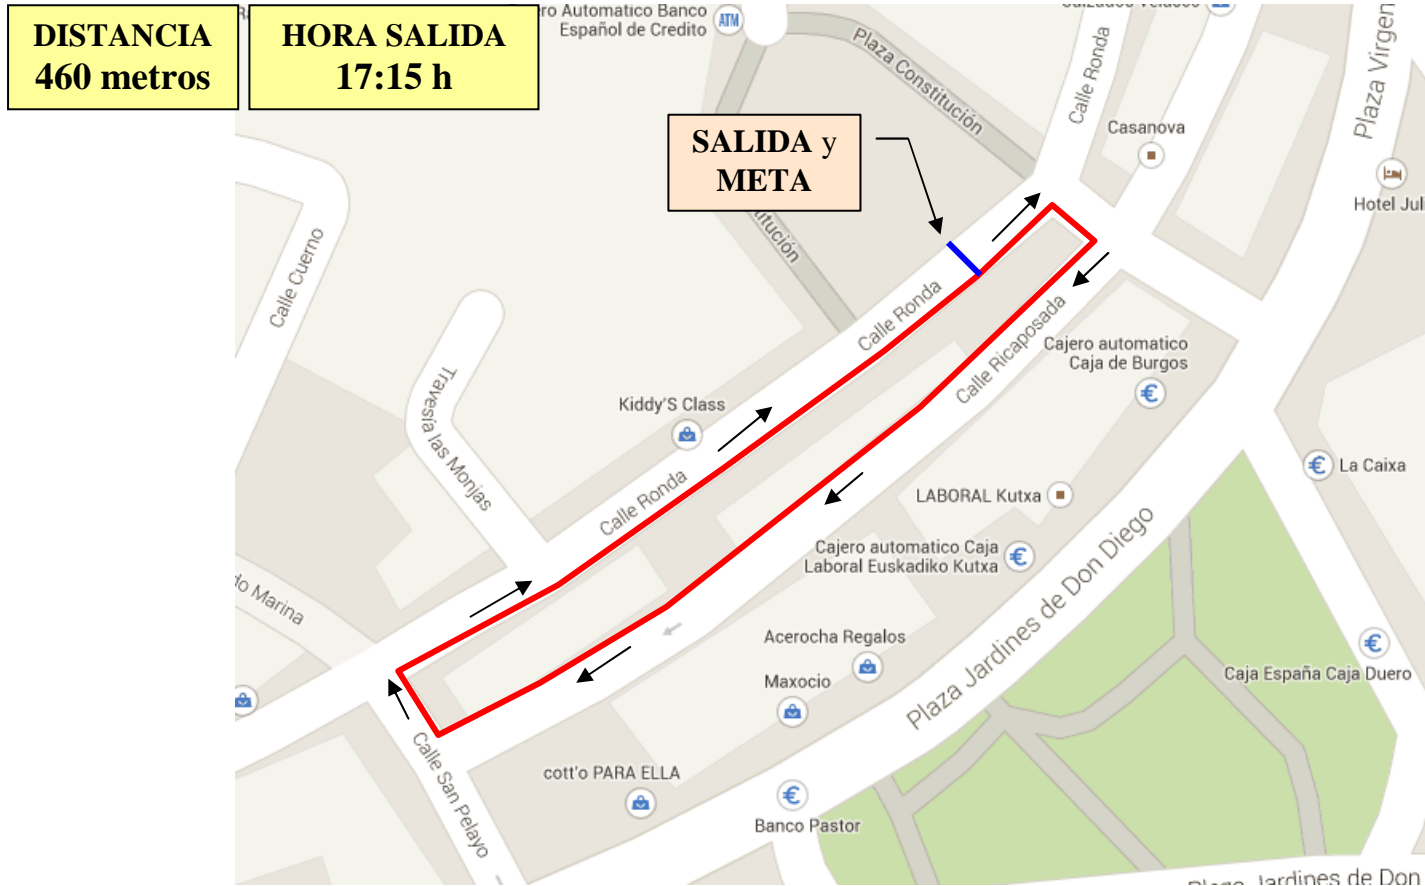 DISTANCIA
460 metros
HORA SALIDA
17:15 h
Automatico Banco
Español de Credito
ATM
Plaza Constitución
Calle Ronda
Plaza Virgen
Casanova
SALIDA y
META
Hotel Jul
Calle Cuerno
Calle Ronda
Calle Ricaposada
Cajero automatico
Caja de Burgos
Travesía las Monjas
Kiddy'S Class
La Caixa
Calle Ronda
LABORAL Kutxa
Cajero automatico Caja
Laboral Euskadiko Kutxa
Plaza Jardines de Don Diego
Marina
Acerocha Regalos
Maxocio
Caja España Caja Duero
Calle San Pelayo
cott'o PARA ELLA
Banco Pastor
Jardines de Don